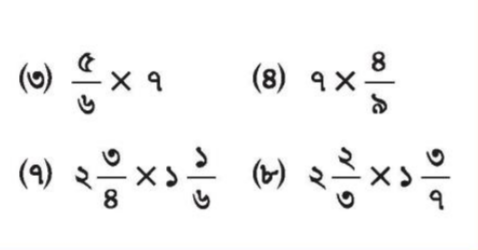 (৩) ৫/৬ × ৭ (৪) ৭ × ৪/৯
(৭) ২ ৩/৪ × ১ ১/৬ (৮) ২ ২/৩ × ১ ৩/৭